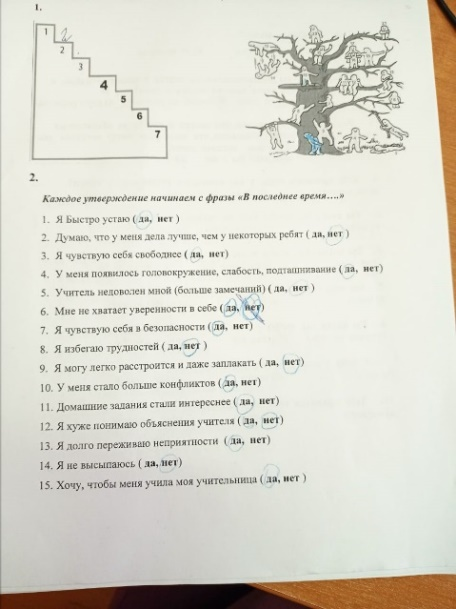 1.
1 2
2
3
4
5
6
7
2.
Каждое утверждение начинаем с фразы «В последнее время….»
1. Я Быстро устаю ( да, нет )
2. Думаю, что у меня дела лучше, чем у некоторых ребят ( да, нет )
3. Я чувствую себя свободнее ( да, нет)
4. У меня появилось головокружение, слабость, подташнивание ( да, нет)
5. Учитель недоволен мной (больше замечаний) ( да, нет )
6. Мне не хватает уверенности в себе ( да, нет)
7. Я чувствую себя в безопасности ( да, нет)
8. Я избегаю трудностей ( да, нет )
9. Я могу легко расстроится и даже заплакать ( да, нет)
10. У меня стало больше конфликтов ( да, нет)
11. Домашние задания стали интереснее ( да, нет)
12. Я хуже понимаю объяснения учителя ( да, нет)
13. Я долго переживаю неприятности ( да, нет)
14. Я не высыпаюсь ( да, нет)
15. Хочу, чтобы меня учила моя учительница ( да, нет )